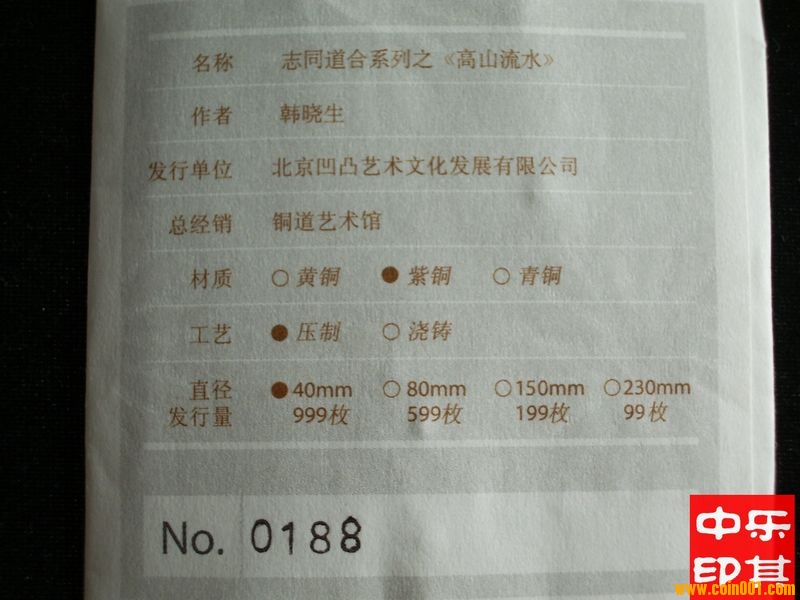 名称 志同道合系列之《高山流水》
作者 韩晓生
发行单位 北京凹凸艺术文化发展有限公司
总经销 铜道艺术馆
材质 ○黄铜 ●紫铜 ○青铜
工艺 ●压制 ○浇铸
直径 ●40mm ○80mm ○150mm ○230mm
发行量 999枚 599枚 199枚 99枚
No. 0188
中乐
印其
www.coin001.com